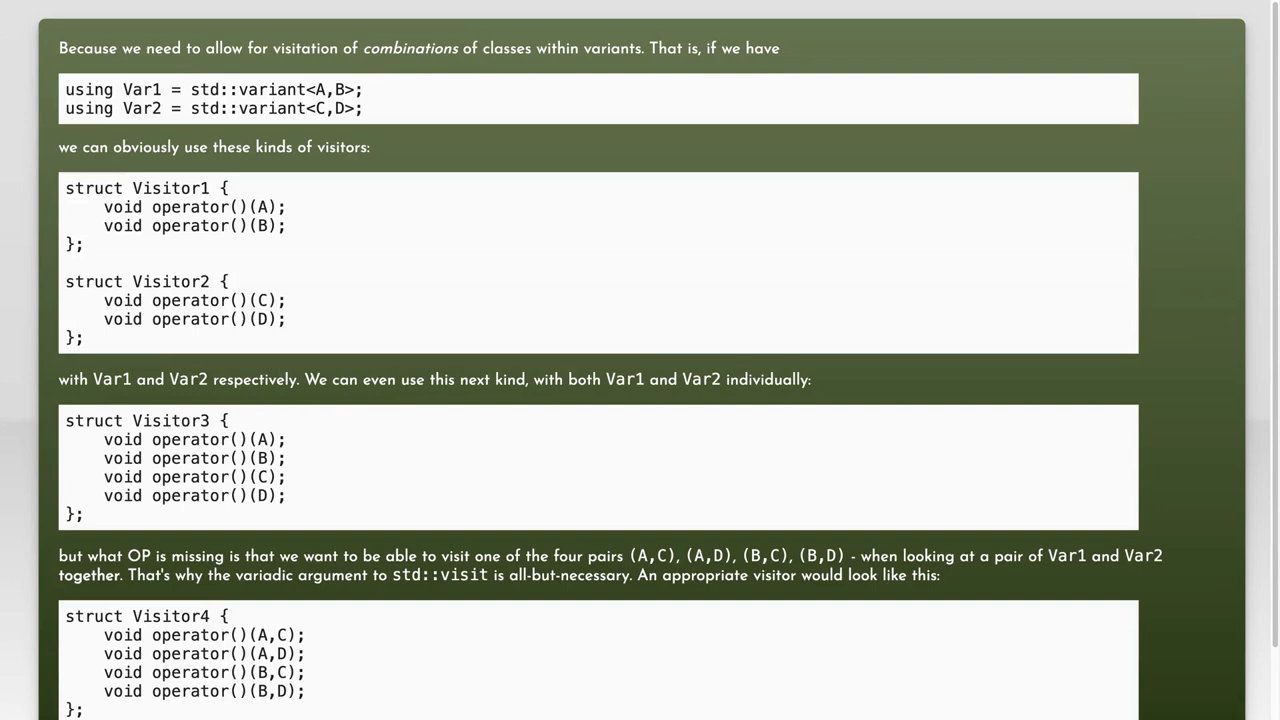 Because we need to allow for visitation of combinations of classes within variants. That is, if we have
using Var1 = std::variant<A,B>;
using Var2 = std::variant<C,D>;
we can obviously use these kinds of visitors:
struct Visitor1 {
    void operator()(A);
    void operator()(B);
};
struct Visitor2 {
    void operator()(C);
    void operator()(D);
};
with Var1 and Var2 respectively. We can even use this next kind, with both Var1 and Var2 individually:
struct Visitor3 {
    void operator()(A);
    void operator()(B);
    void operator()(C);
    void operator()(D);
};
but what OP is missing is that we want to be able to visit one of the four pairs (A,C), (A,D), (B,C), (B,D) - when looking at a pair of Var1 and Var2
together. That's why the variadic argument to std::visit is all-but-necessary. An appropriate visitor would look like this:
struct Visitor4 {
    void operator()(A,C);
    void operator()(A,D);
    void operator()(B,C);
    void operator()(B,D);
};